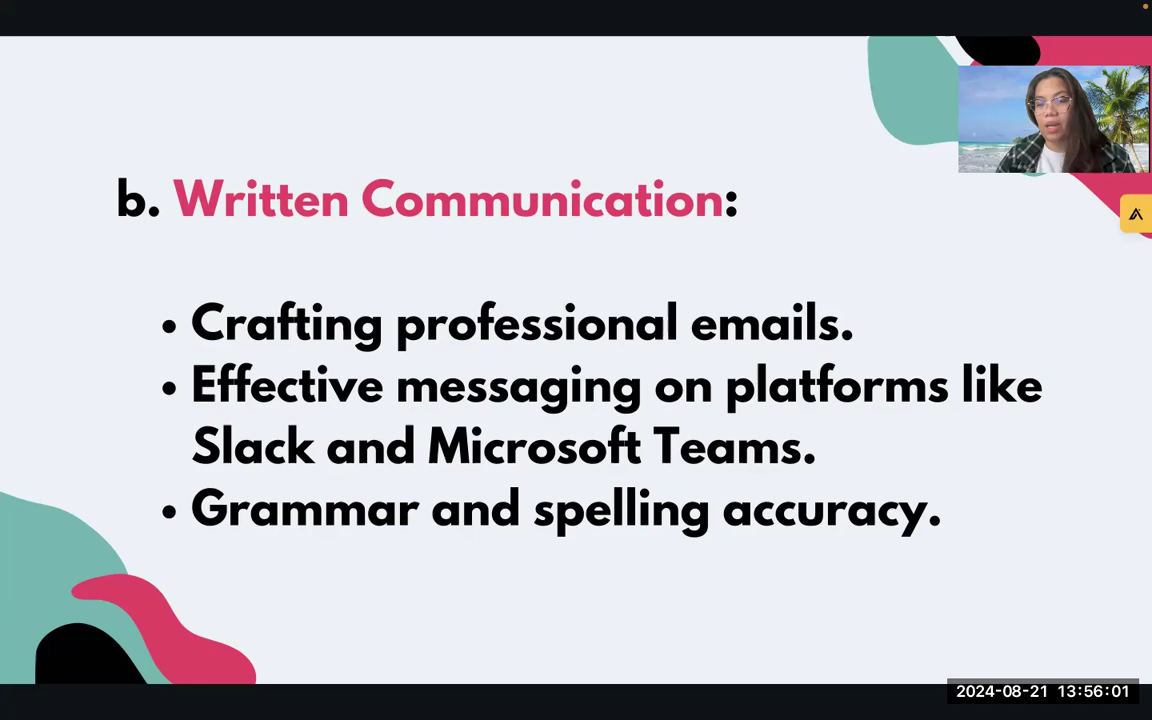 b. Written Communication:
• Crafting professional emails.
• Effective messaging on platforms like
Slack and Microsoft Teams.
• Grammar and spelling accuracy.
2024-08-21 13:56:01